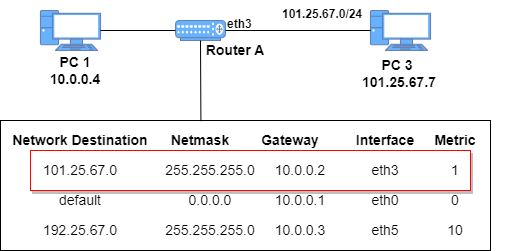 101.25.67.0/24
eth3
Router A
PC 1
10.0.0.4
PC 3
101.25.67.7
Network Destination Netmask Gateway Interface Metric
101.25.67.0 255.255.255.0 10.0.0.2 eth3 1
default 0.0.0.0 10.0.0.1 eth0 0
192.25.67.0 255.255.255.0 10.0.0.3 eth5 10